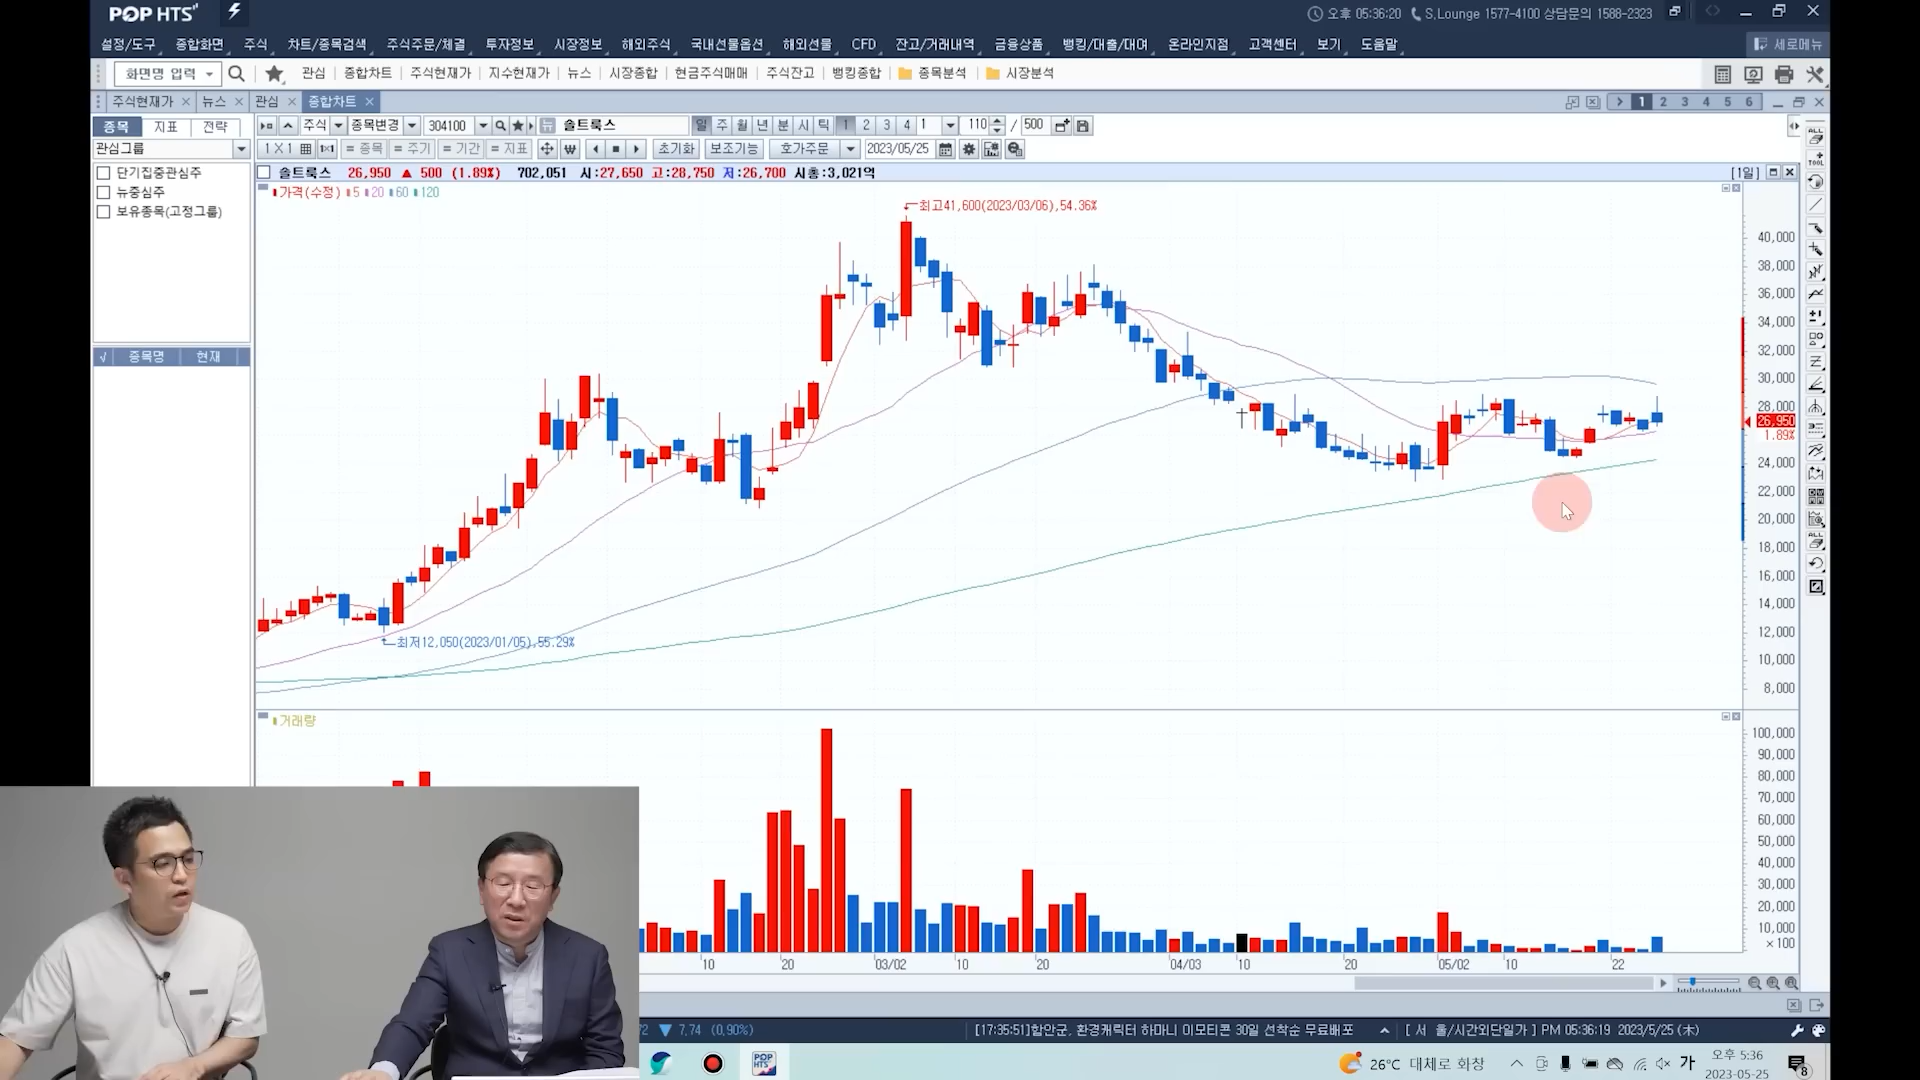 POP HTS 오후 05:36:20 S.Lounge 1577-4100 상담문의 1588-2323
설정/도구 종합화면 주식 차트/종목검색 주식주문/체결 투자정보 시장정보 해외주식 국내선물옵션 해외선물 CFD 잔고/거래내역 금융상품 뱅킹/대출/대여 온라인지점 고객센터 보기 도움말 세로메뉴
화면명 입력 관심 종합차트 주식현재가 지수현재가 뉴스 시장종합 현금주식매매 주식잔고 뱅킹종합 종목분석 시장분석
주식현재가 뉴스 관심 종합차트 1 2 3 4 5 6
종목 지표 전략 주식 종목변경 304100 솔트룩스 일 주 월 년 분 시 틱 1 2 3 4 1 110 / 500
관심그룹 1X1 1x1 = 종목 = 주기 = 기간 = 지표 초기화 보조기능 호가주문 2023/05/25
단기집중관심주
뉴중심주
보유종목(고정그룹)
솔트룩스 26,950 ▲ 500 (1.89%) 702,051 시:27,650 고:28,750 저:26,700 시총:3,021억 [1일]
가격(수정) 5 20 60 120
최고41,600(2023/03/06),54.36%
최저12,050(2023/01/05),55.29%
40,000
38,000
36,000
34,000
32,000
30,000
28,000
26,950
1.89%
24,000
22,000
20,000
18,000
16,000
14,000
12,000
10,000
8,000
√ 종목명 현재
거래량
100,000
90,000
80,000
70,000
60,000
50,000
40,000
30,000
20,000
10,000
×100
10 20 03/02 10 20 04/03 10 20 05/02 10 22
▼ 7,74 (0,90%) [17:35:51]함안군, 환경캐릭터 하마니 이모티콘 30일 선착순 무료배포 [ 서 울/시간외단일가 ] PM 05:36:19 2023/5/25 (木)
POP HTS 26°C 대체로 화창 가 오후 5:36
2023-05-25 8